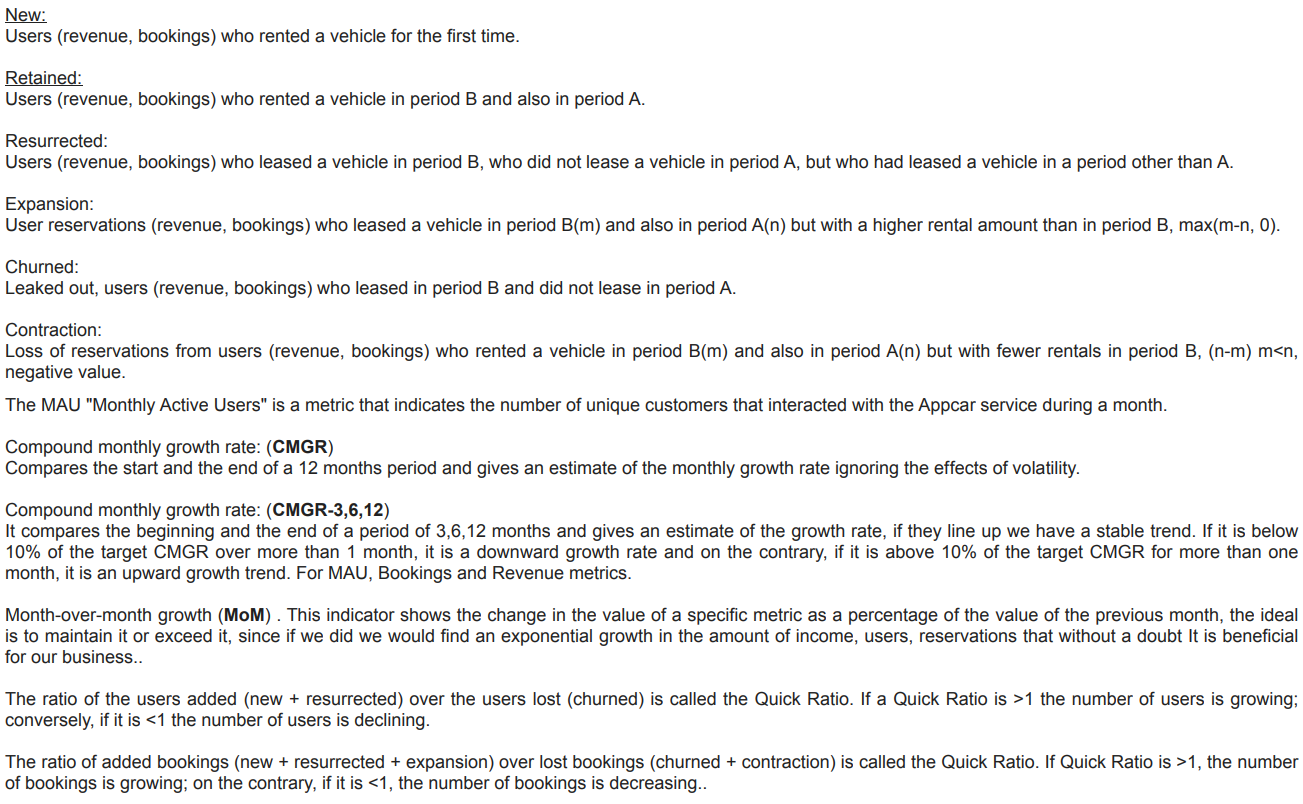 New:
Users (revenue, bookings) who rented a vehicle for the first time.
Retained:
Users (revenue, bookings) who rented a vehicle in period B and also in period A.
Resurrected:
Users (revenue, bookings) who leased a vehicle in period B, who did not lease a vehicle in period A, but who had leased a vehicle in a period other than A.
Expansion:
User reservations (revenue, bookings) who leased a vehicle in period B(m) and also in period A(n) but with a higher rental amount than in period B, max(m-n, 0).
Churned:
Leaked out, users (revenue, bookings) who leased in period B and did not lease in period A.
Contraction:
Loss of reservations from users (revenue, bookings) who rented a vehicle in period B(m) and also in period A(n) but with fewer rentals in period B, (n-m) m<n,
negative value.
The MAU "Monthly Active Users" is a metric that indicates the number of unique customers that interacted with the Appcar service during a month.
Compound monthly growth rate: (CMGR)
Compares the start and the end of a 12 months period and gives an estimate of the monthly growth rate ignoring the effects of volatility.
Compound monthly growth rate: (CMGR-3,6,12)
It compares the beginning and the end of a period of 3,6,12 months and gives an estimate of the growth rate, if they line up we have a stable trend. If it is below
10% of the target CMGR over more than 1 month, it is a downward growth rate and on the contrary, if it is above 10% of the target CMGR for more than one
month, it is an upward growth trend. For MAU, Bookings and Revenue metrics.
Month-over-month growth (MoM) . This indicator shows the change in the value of a specific metric as a percentage of the value of the previous month, the ideal
is to maintain it or exceed it, since if we did we would find an exponential growth in the amount of income, users, reservations that without a doubt It is beneficial
for our business..
The ratio of the users added (new + resurrected) over the users lost (churned) is called the Quick Ratio. If a Quick Ratio is >1 the number of users is growing;
conversely, if it is <1 the number of users is declining.
The ratio of added bookings (new + resurrected + expansion) over lost bookings (churned + contraction) is called the Quick Ratio. If Quick Ratio is >1, the number
of bookings is growing; on the contrary, if it is <1, the number of bookings is decreasing..